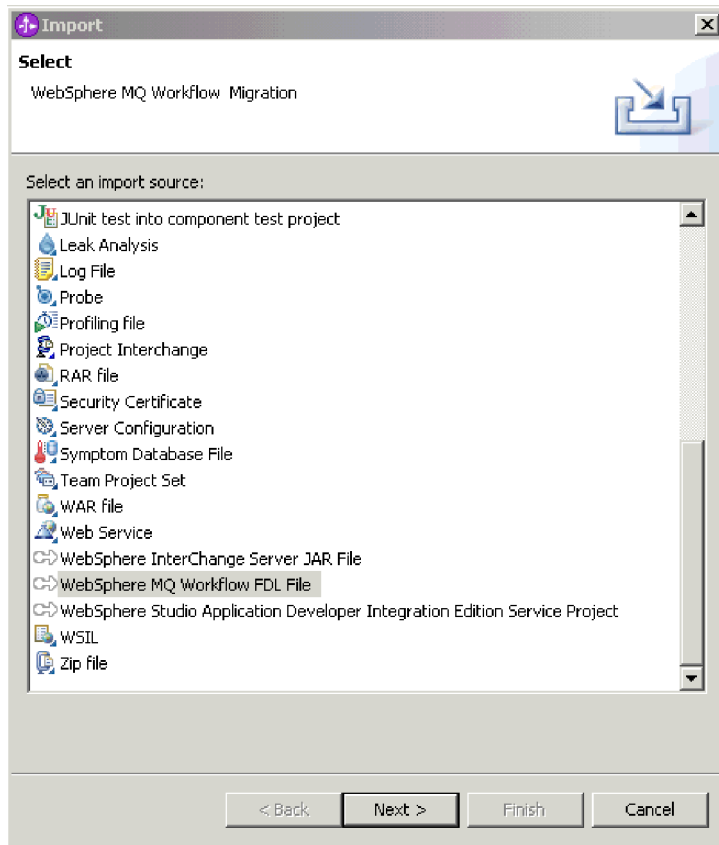 Import
Select
WebSphere MQ Workflow Migration
Select an import source:
JUnit test into component test project
Leak Analysis
Log File
Probe
Profiling file
Project Interchange
RAR file
Security Certificate
Server Configuration
Symptom Database File
Team Project Set
WAR file
Web Service
WebSphere InterChange Server JAR File
WebSphere MQ Workflow FDL File
WebSphere Studio Application Developer Integration Edition Service Project
WSIL
Zip file
< Back Next > Finish Cancel